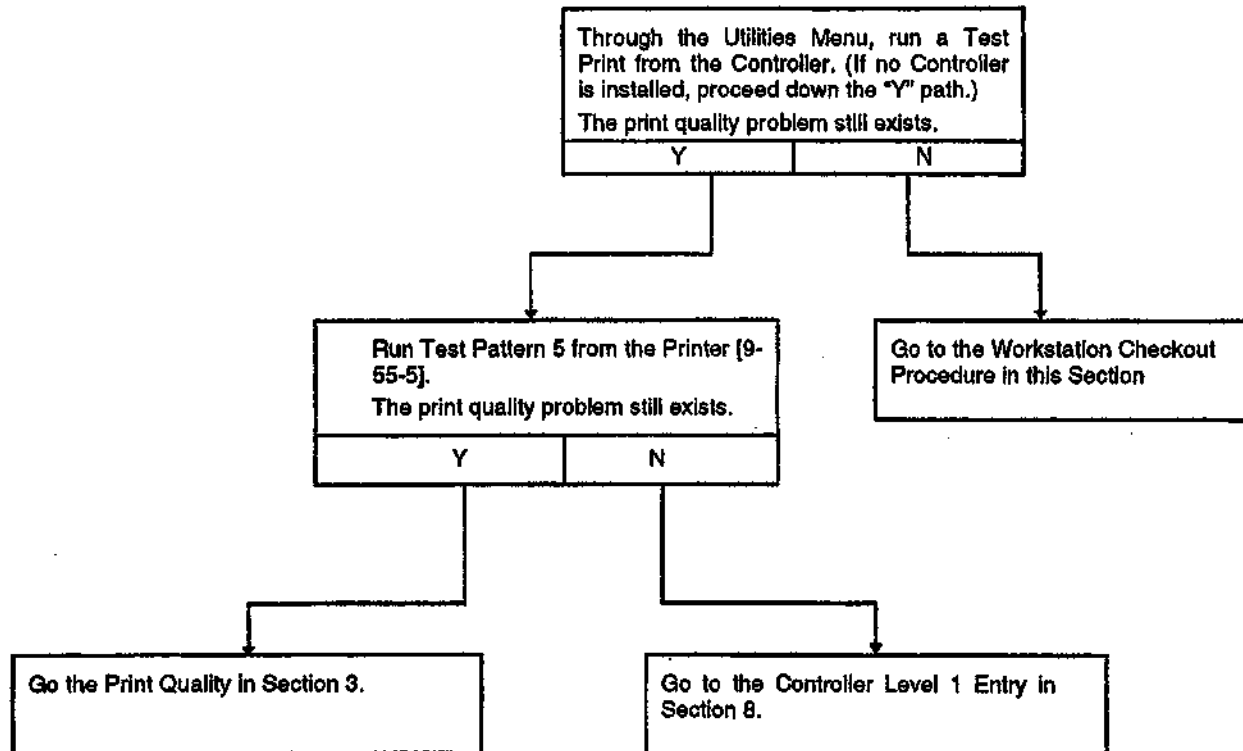 Through the Utilities Menu, run a Test
Print from the Controller. (If no Controller
is installed, proceed down the "Y" path.)
The print quality problem still exists.
Y N
Run Test Pattern 5 from the Printer [9-
55-5].
The print quality problem still exists.
Y N
Go to the Workstation Checkout
Procedure in this Section
Go the Print Quality in Section 3.
Go to the Controller Level 1 Entry in
Section 8.